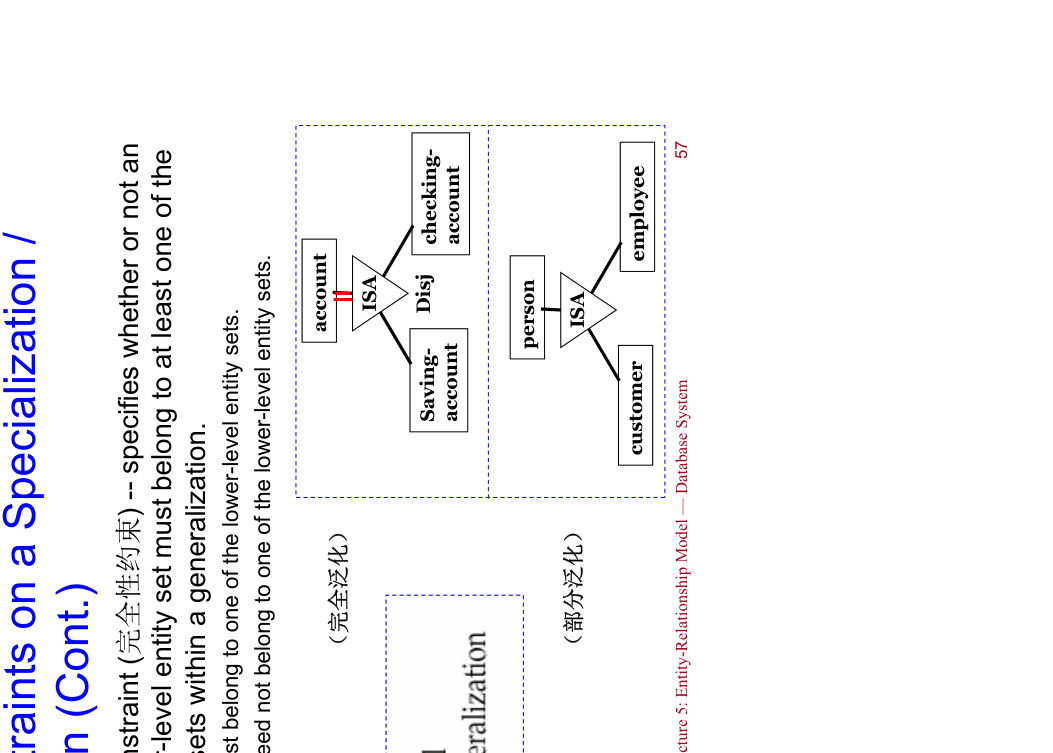 traints on a Specialization /
n (Cont.)
nstraint (完全性约束) -- specifies whether or not an
r-level entity set must belong to at least one of the
sets within a generalization.
st belong to one of the lower-level entity sets.
eed not belong to one of the lower-level entity sets.
（完全泛化）
account
ISA
Disj
Saving-
account
checking-
account
eralization
（部分泛化）
person
ISA
customer
employee
cture 5: Entity-Relationship Model — Database System
57